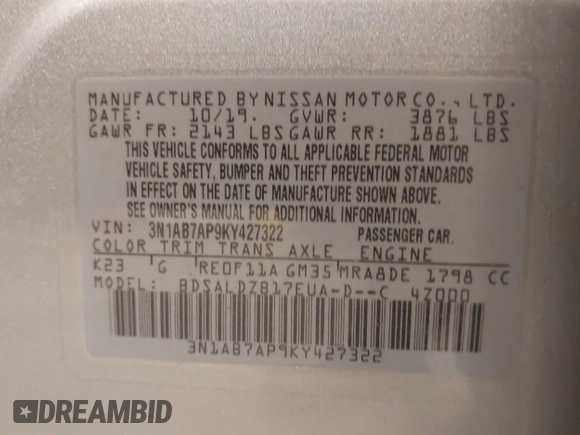 MANUFACTURED BY NISSAN MOTOR CO., LTD.
DATE: 10/19. GVWR: 3876 LBS
GAWR FR: 2143 LBS GAWR RR: 1881 LBS
THIS VEHICLE CONFORMS TO ALL APPLICABLE FEDERAL MOTOR
VEHICLE SAFETY, BUMPER AND THEFT PREVENTION STANDARDS
IN EFFECT ON THE DATE OF MANUFACTURE SHOWN ABOVE.
SEE OWNER'S MANUAL FOR ADDITIONAL INFORMATION.
VIN: 3N1AB7AP9KY427322 PASSENGER CAR.
COLOR TRIM TRANS AXLE ENGINE
K23 G RE0F11A GM35 MRA8DE 1798 CC
MODEL: BDSALDZB17EUA-D--C 4Z000
3N1AB7AP9KY427322
DREAMBID